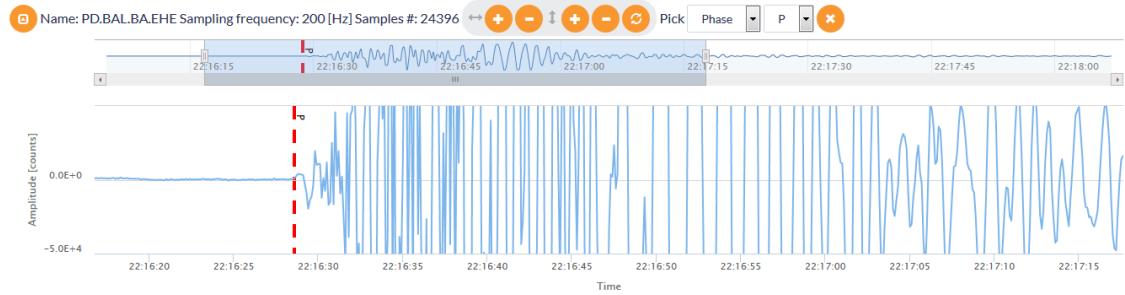 Name: PD.BAL.BA.EHE Sampling frequency: 200 [Hz] Samples #: 24396 Pick Phase P
P
22:16:15 22:16:30 22:16:45 22:17:00 22:17:15 22:17:30 22:17:45 22:18:00
P
Amplitude [counts]
0.00E+0
-5.0E+4
22:16:20 22:16:25 22:16:30 22:16:35 22:16:40 22:16:45 22:16:50 22:16:55 22:17:00 22:17:05 22:17:10 22:17:15
Time